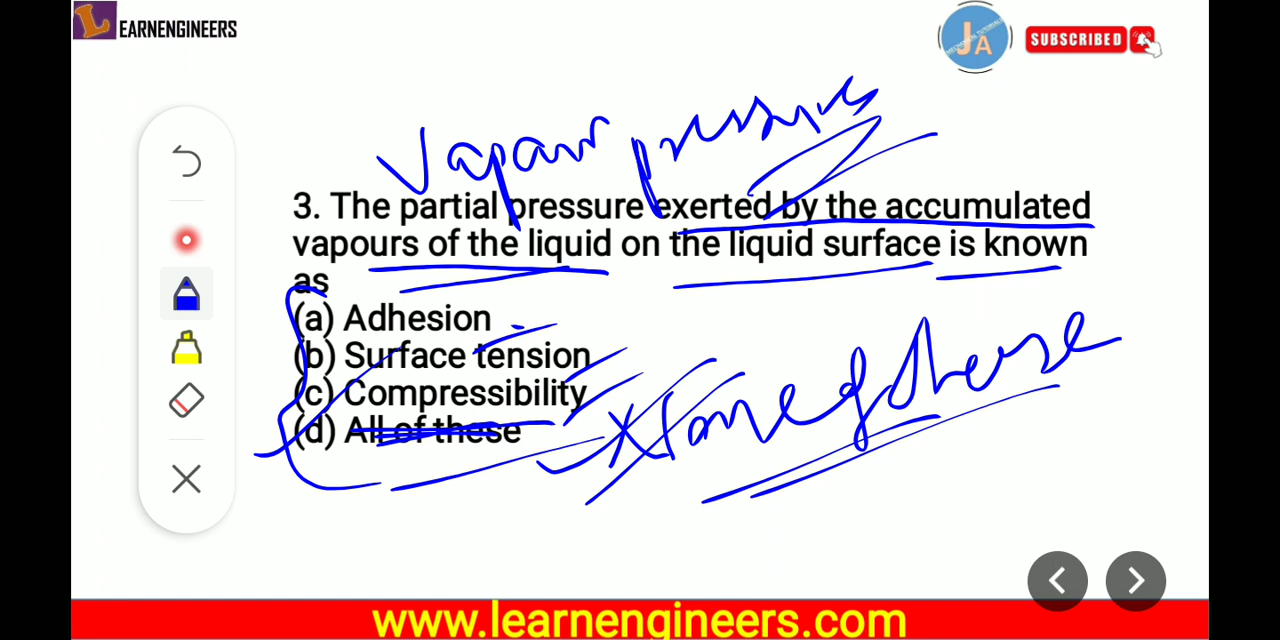 LEARNENGINEERS
JA
SUBSCRIBED
Vapour pressure
3. The partial pressure exerted by the accumulated
vapours of the liquid on the liquid surface is known
as
(a) Adhesion
(b) Surface tension
(c) Compressibility
(d) All of these
None of these
www.learnengineers.com